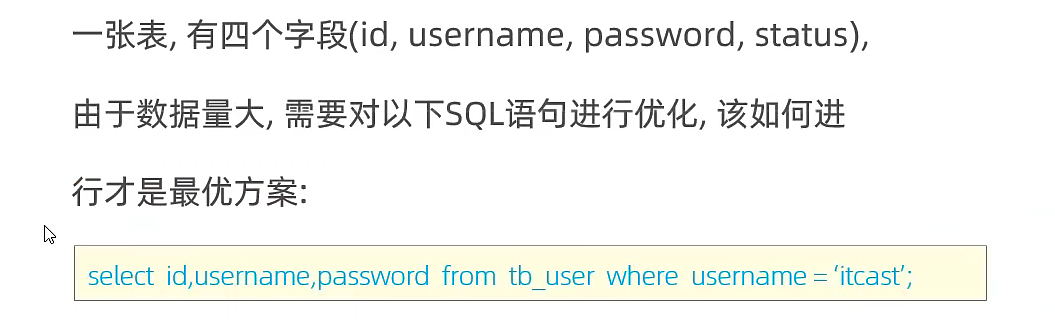 一张表, 有四个字段(id, username, password, status),
由于数据量大, 需要对以下SQL语句进行优化, 该如何进
行才是最优方案:
select id,username,password from tb_user where username = ‘itcast’;